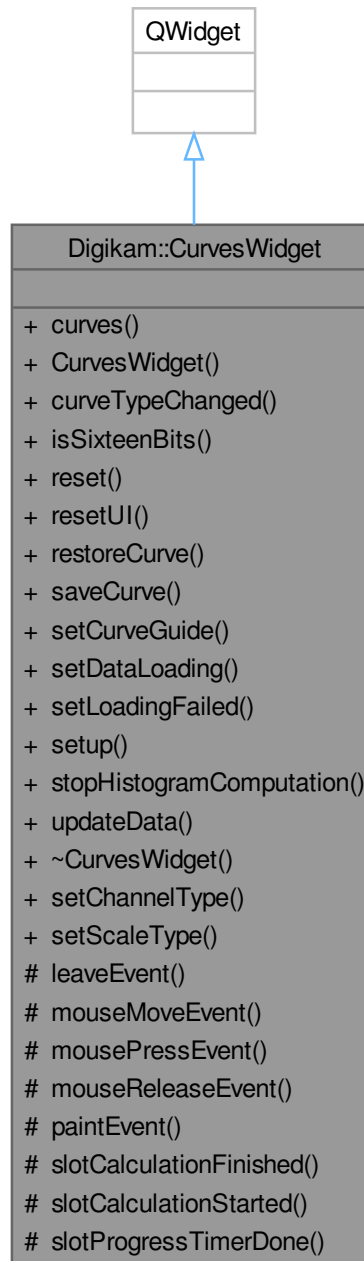 QWidget
Digikam::CurvesWidget
+ curves()
+ CurvesWidget()
+ curveTypeChanged()
+ isSixteenBits()
+ reset()
+ resetUI()
+ restoreCurve()
+ saveCurve()
+ setCurveGuide()
+ setDataLoading()
+ setLoadingFailed()
+ setup()
+ stopHistogramComputation()
+ updateData()
+ ~CurvesWidget()
+ setChannelType()
+ setScaleType()
# leaveEvent()
# mouseMoveEvent()
# mousePressEvent()
# mouseReleaseEvent()
# paintEvent()
# slotCalculationFinished()
# slotCalculationStarted()
# slotProgressTimerDone()